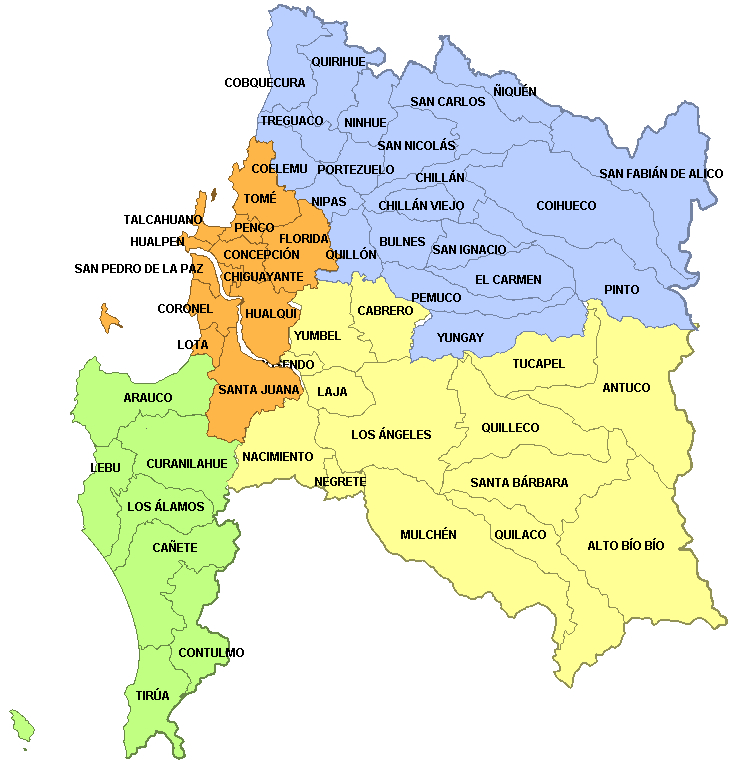 QUIRIHUE
COBQUECURA
ÑIQUÉN
SAN CARLOS
TREGUACO
NINHUE
SAN NICOLÁS
COELEMU
PORTEZUELO
SAN FABIÁN DE ALICO
CHILLÁN
TOMÉ
NIPAS
CHILLÁN VIEJO
COIHUECO
TALCAHUANO
PENCO
HUALPEN
FLORIDA
BULNES
CONCEPCIÓN
QUILLÓN
SAN IGNACIO
SAN PEDRO DE LA PAZ
CHIGUAYANTE
EL CARMEN
PINTO
PEMUCO
CORONEL
HUALQUI
CABRERO
YUMBEL
YUNGAY
LOTA
ROSENDO
TUCAPEL
SANTA JUANA
LAJA
ANTUCO
ARAUCO
QUILLECO
LOS ÁNGELES
NACIMIENTO
LEBU
CURANILAHUE
NEGRETE
SANTA BÁRBARA
LOS ÁLAMOS
MULCHÉN
QUILACO
CAÑETE
ALTO BÍO BÍO
CONTULMO
TIRÚA